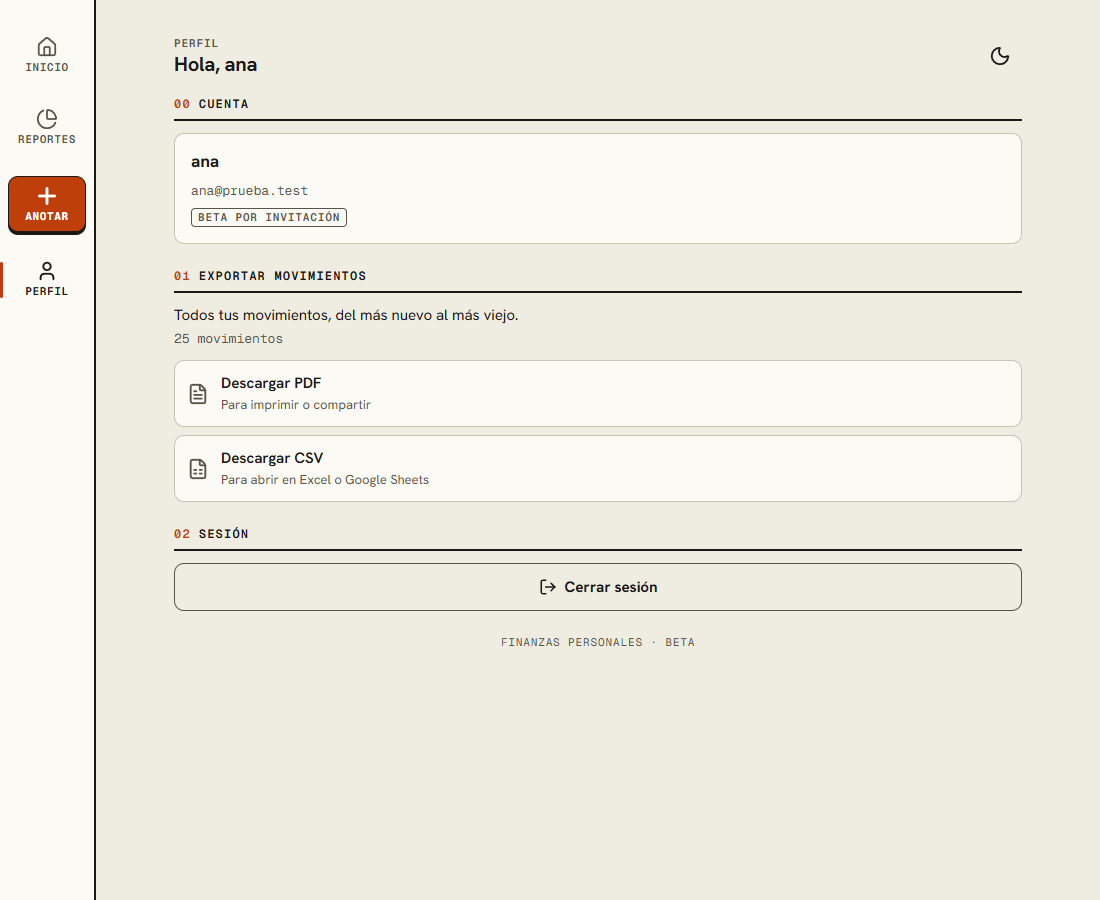 INICIO
REPORTES
ANOTAR
PERFIL
PERFIL
Hola, ana
00 CUENTA
ana
ana@prueba.test
BETA POR INVITACIÓN
01 EXPORTAR MOVIMIENTOS
Todos tus movimientos, del más nuevo al más viejo.
25 movimientos
Descargar PDF
Para imprimir o compartir
Descargar CSV
Para abrir en Excel o Google Sheets
02 SESIÓN
Cerrar sesión
FINANZAS PERSONALES · BETA